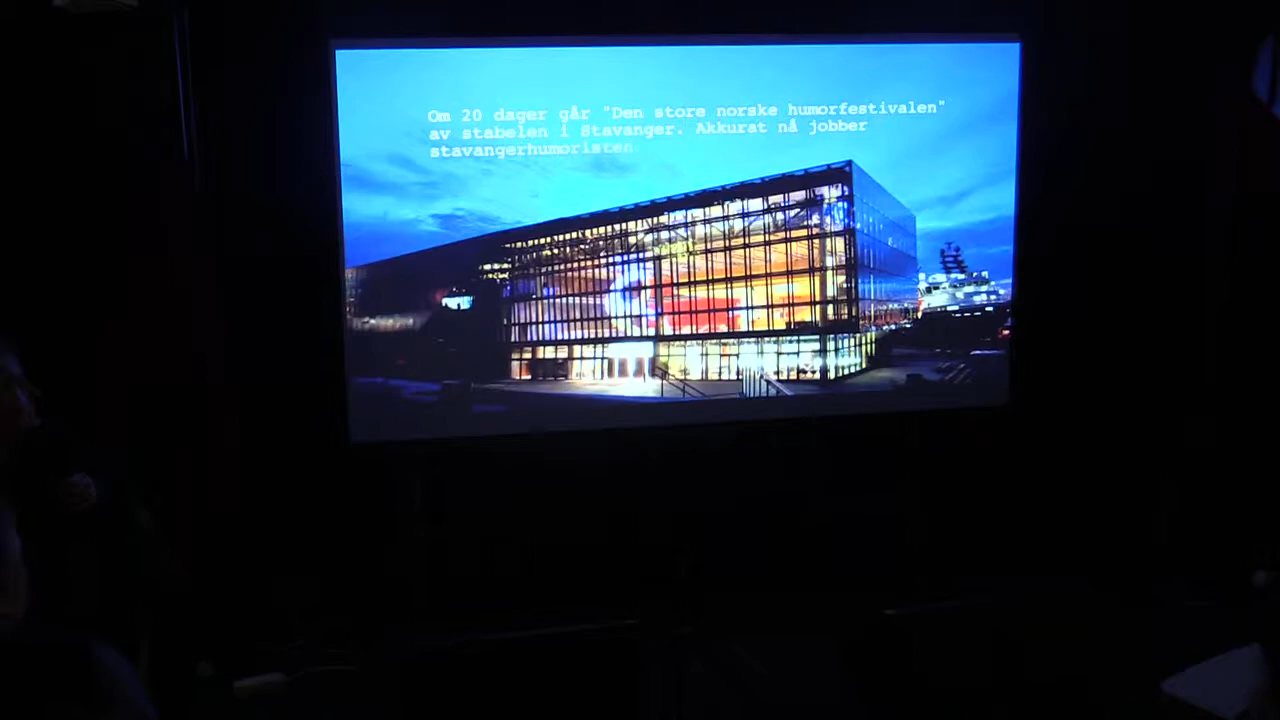 Om 20 dager går "Den store norske humorfestivalen"
av stabelen i Stavanger. Akkurat nå jobber
stavangerhumoristen